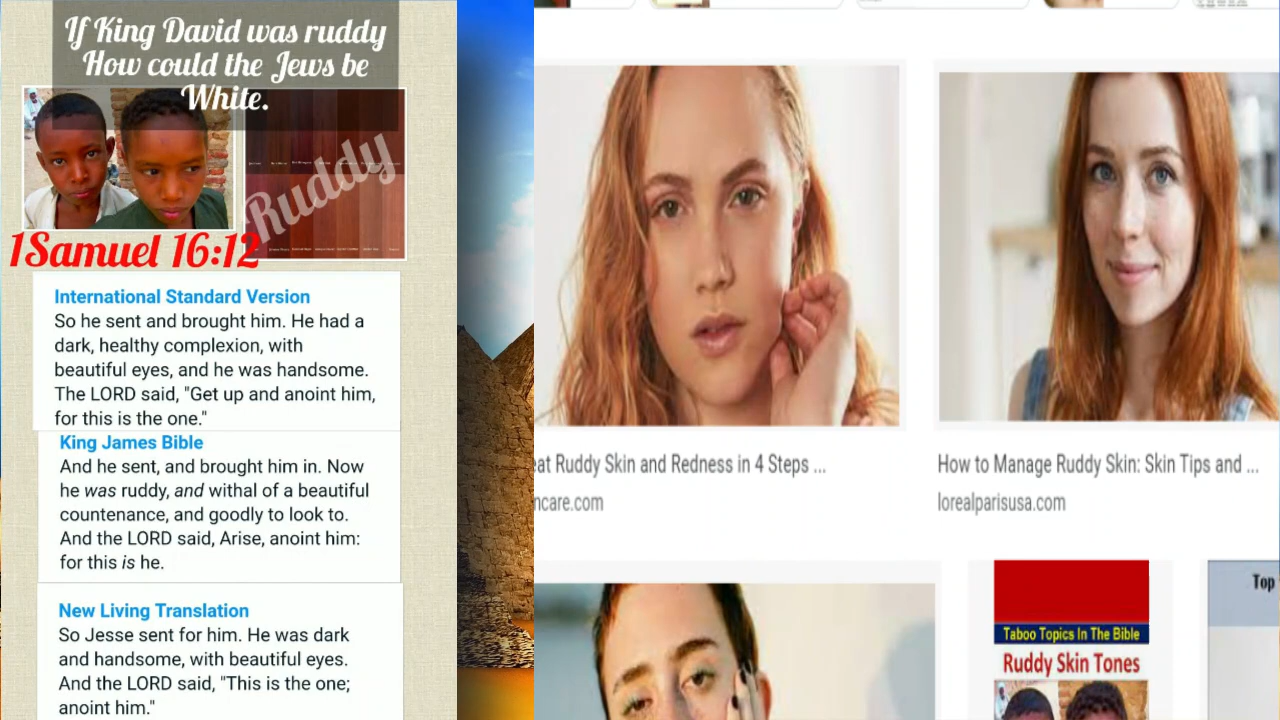 If King David was ruddy
How could the Jews be
White.
Ruddy
1Samuel 16:12
International Standard Version
So he sent and brought him. He had a
dark, healthy complexion, with
beautiful eyes, and he was handsome.
The LORD said, "Get up and anoint him,
for this is the one."
King James Bible
And he sent, and brought him in. Now
he was ruddy, and withal of a beautiful
countenance, and goodly to look to.
And the LORD said, Arise, anoint him:
for this is he.
New Living Translation
So Jesse sent for him. He was dark
and handsome, with beautiful eyes.
And the LORD said, "This is the one;
anoint him."
eat Ruddy Skin and Redness in 4 Steps ...
ncare.com
How to Manage Ruddy Skin: Skin Tips and ...
lorealparisusa.com
Taboo Topics In The Bible
Ruddy Skin Tones
Top